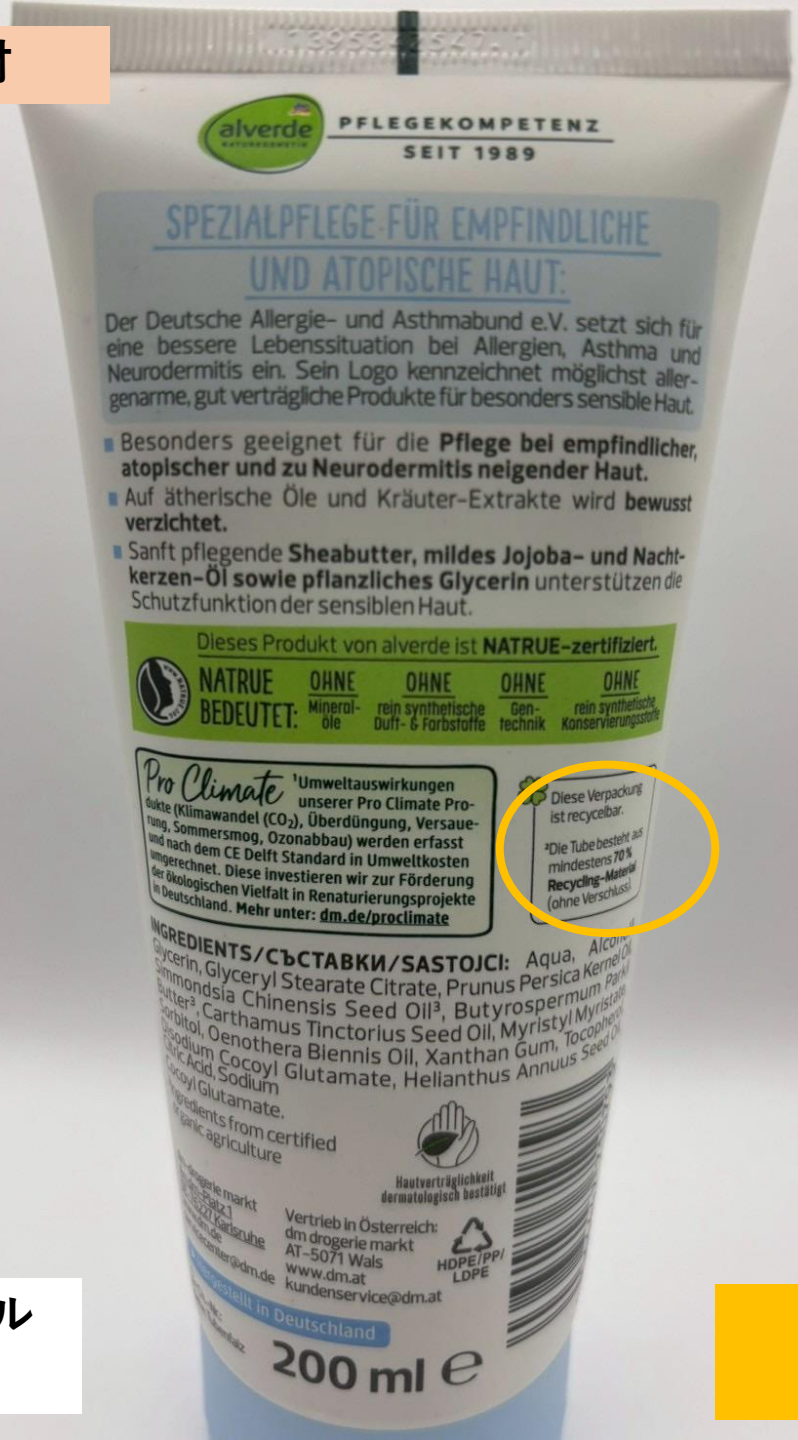 alverde
NATURKOSMETIK
PFLEGEKOMPETENZ
SEIT 1989
SPEZIALPFLEGE FÜR EMPFINDLICHE
UND ATOPISCHE HAUT:
Der Deutsche Allergie- und Asthmabund e.V. setzt sich für
eine bessere Lebenssituation bei Allergien, Asthma und
Neurodermitis ein. Sein Logo kennzeichnet möglichst aller-
genarme, gut verträgliche Produkte für besonders sensible Haut.
Besonders geeignet für die Pflege bei empfindlicher,
atopischer und zu Neurodermitis neigender Haut.
Auf ätherische Öle und Kräuter-Extrakte wird bewusst
verzichtet.
Sanft pflegende Sheabutter, mildes Jojoba- und Nacht-
kerzen-Öl sowie pflanzliches Glycerin unterstützen die
Schutzfunktion der sensiblen Haut.
Dieses Produkt von alverde ist NATRUE-zertifiziert.
NATRUE
BEDEUTET:
OHNE
Mineral-
öle
OHNE
rein synthetische
Duft- & Farbstoffe
OHNE
Gen-
technik
OHNE
rein synthetische
Konservierungsstoffe
Pro Climate ¹Umweltauswirkungen
unserer Pro Climate Pro-
dukte (Klimawandel (CO₂), Überdüngung, Versaue-
rung, Sommersmog, Ozonabbau) werden erfasst
und nach dem CE Delft Standard in Umweltkosten
umgerechnet. Diese investieren wir zur Förderung
der ökologischen Vielfalt in Renaturierungsprojekte
in Deutschland. Mehr unter: dm.de/proclimate
Diese Verpackung
ist recycelbar.
²Die Tube besteht aus
mindestens 70 %
Recycling-Material
(ohne Verschluss).
INGREDIENTS/СЪСТАВКИ/SASTOJCI: Aqua,
Glycerin, Glyceryl Stearate Citrate, Prunus Persica Kernel Oil,
Simmondsia Chinensis Seed Oil³, Butyrospermum Parkii
Butter³, Carthamus Tinctorius Seed Oil, Myristyl Myristate,
Sorbitol, Oenothera Biennis Oil, Xanthan Gum, Tocopherol,
Disodium Cocoyl Glutamate, Helianthus Annuus Seed Oil,
Citric Acid, Sodium
Cocoyl Glutamate.
Ingredients from certified
organic agriculture
Hautverträglichkeit
dermatologisch bestätigt
drogerie markt
Karlsruhe
Vertrieb in Österreich:
dm drogerie markt
AT-5071 Wals
www.dm.at
kundenservice@dm.at
HDPE/PP/
LDPE
Hergestellt in Deutschland
200 ml e
付
ル